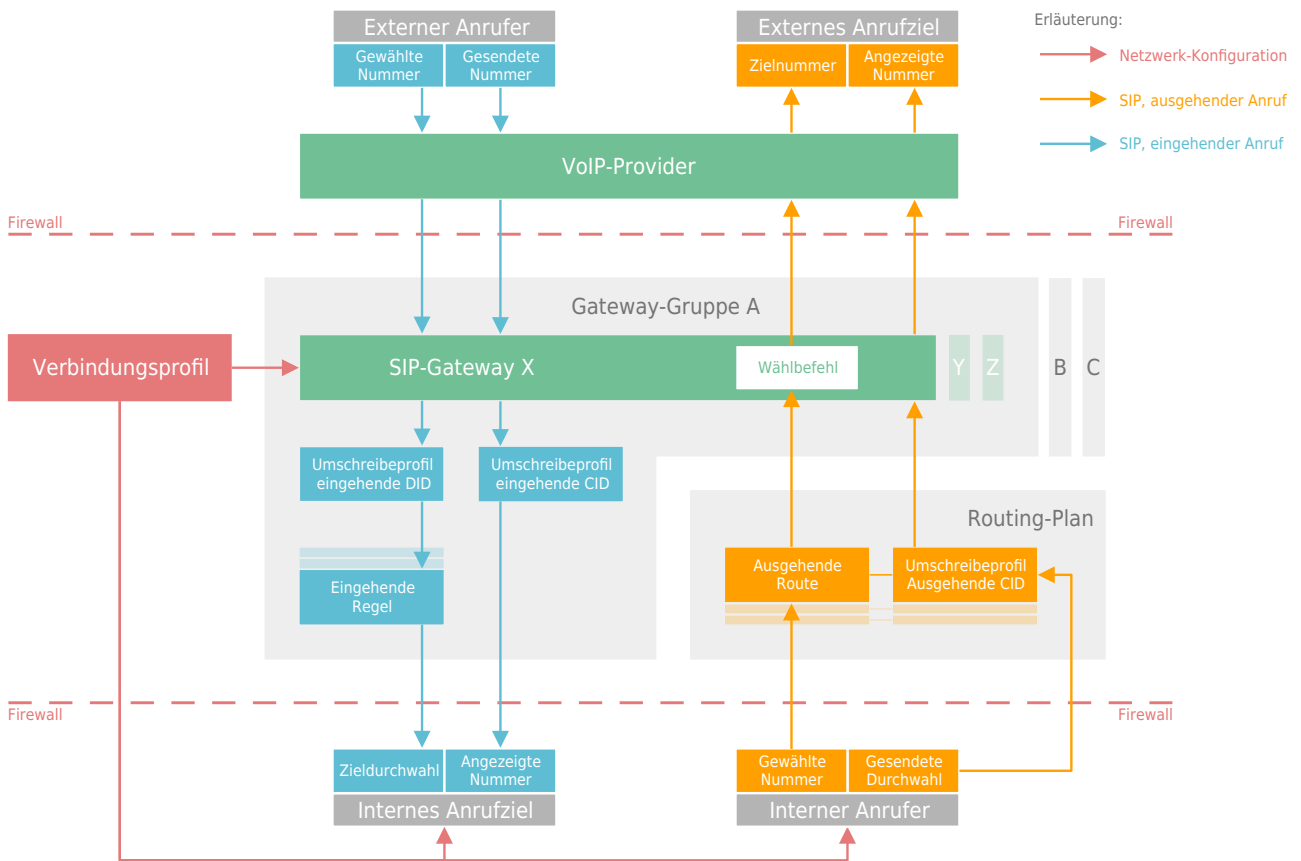 Externer Anrufer
Gewählte
Nummer
Gesendete
Nummer
Externes Anrufziel
Zielnummer
Angezeigte
Nummer
Erläuterung:
Netzwerk-Konfiguration
SIP, ausgehender Anruf
SIP, eingehender Anruf
VoIP-Provider
Firewall
Firewall
Gateway-Gruppe A
Verbindungsprofil
SIP-Gateway X
Wählbefehl
Y
Z
B
C
Umschreibeprofil
eingehende DID
Umschreibeprofil
eingehende CID
Routing-Plan
Ausgehende
Route
Umschreibeprofil
Ausgehende CID
Eingehende
Regel
Firewall
Firewall
Zieldurchwahl
Angezeigte
Nummer
Internes Anrufziel
Gewählte
Nummer
Gesendete
Durchwahl
Interner Anrufer